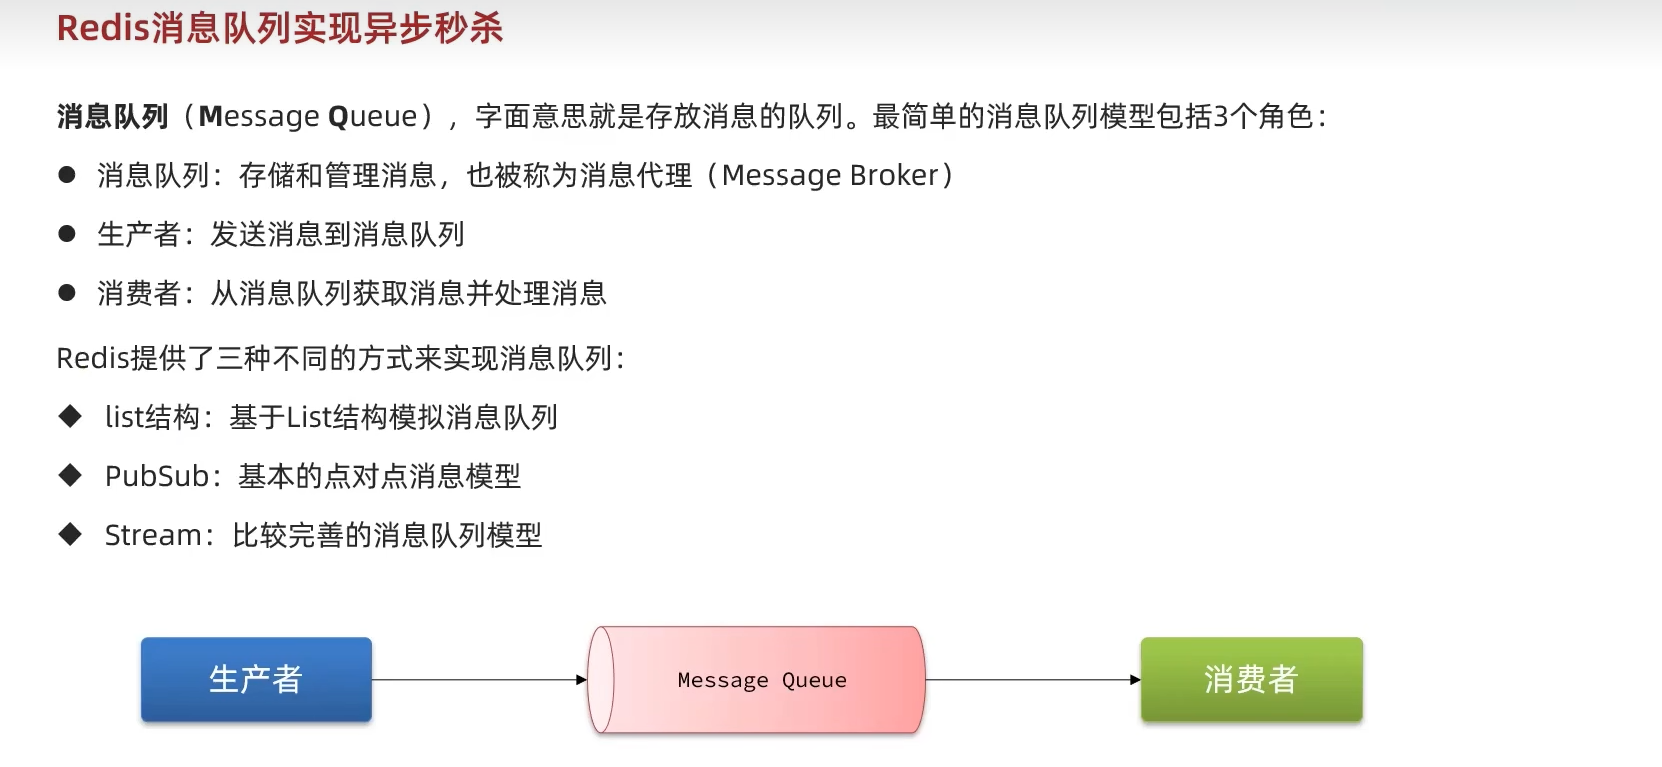 Redis消息队列实现异步秒杀
消息队列（Message Queue），字面意思就是存放消息的队列。最简单的消息队列模型包括3个角色：
● 消息队列：存储和管理消息，也被称为消息代理（Message Broker）
● 生产者：发送消息到消息队列
● 消费者：从消息队列获取消息并处理消息
Redis提供了三种不同的方式来实现消息队列：
◆ list结构：基于List结构模拟消息队列
◆ PubSub：基本的点对点消息模型
◆ Stream：比较完善的消息队列模型
生产者
Message Queue
消费者